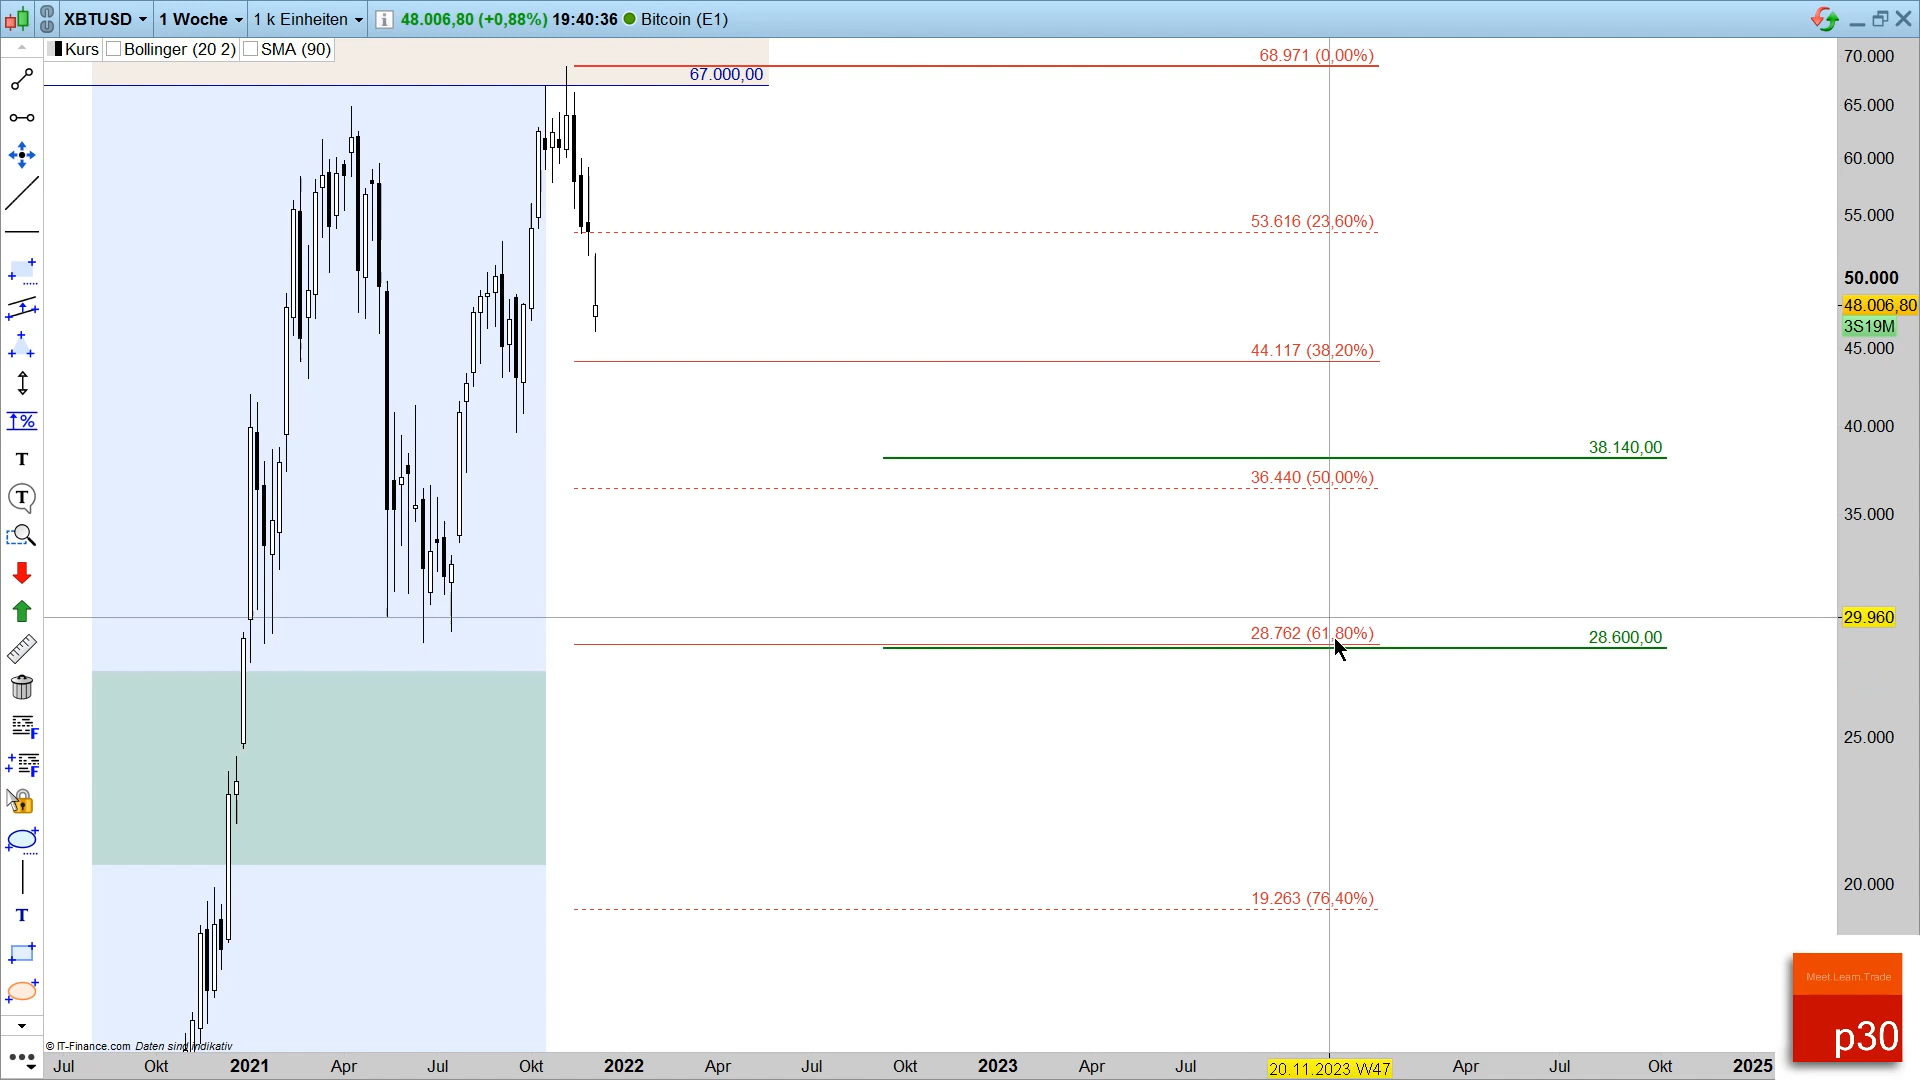 XBTUSD 1 Woche 1 k Einheiten 48.006,80 (+0,88%) 19:40:36 Bitcoin (E1)
Kurs Bollinger (20 2) SMA (90)
68.971 (0,00%)
70.000
67.000,00
65.000
60.000
53.616 (23,60%)
55.000
50.000
48.006,80
3S19M
44.117 (38,20%)
45.000
40.000
38.140,00
36.440 (50,00%)
35.000
29.960
28.762 (61,80%)
28.600,00
25.000
20.000
19.263 (76,40%)
T
T
T
%
F
F
Meet.Learn.Trade
p30
© IT-Finance.com Daten sind indikativ
Jul Okt 2021 Apr Jul Okt 2022 Apr Jul Okt 2023 Apr Jul 20.11.2023 W47 Apr Jul Okt 2025